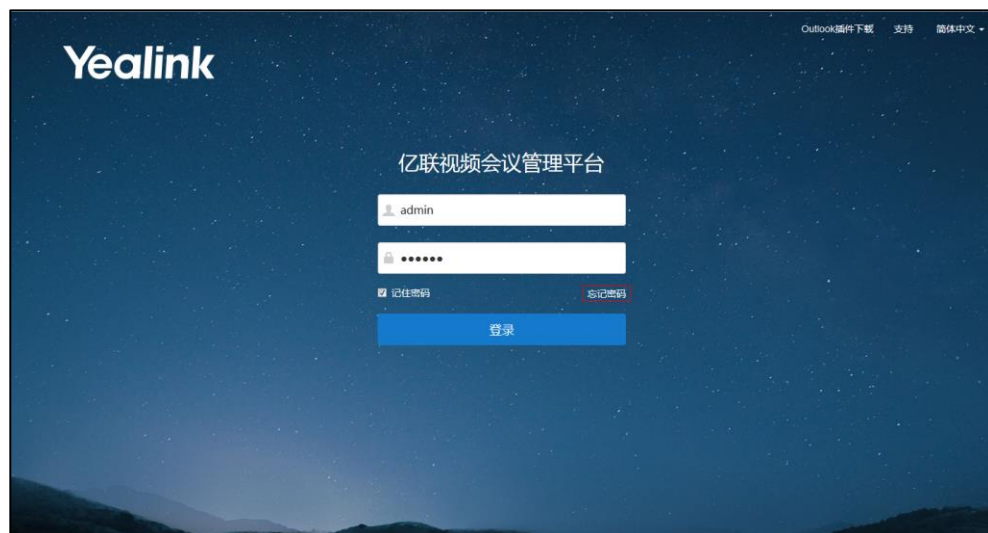 Outlook插件下载 支持 简体中文
Yealink
亿联视频会议管理平台
admin
••••••
记住密码 忘记密码
登录